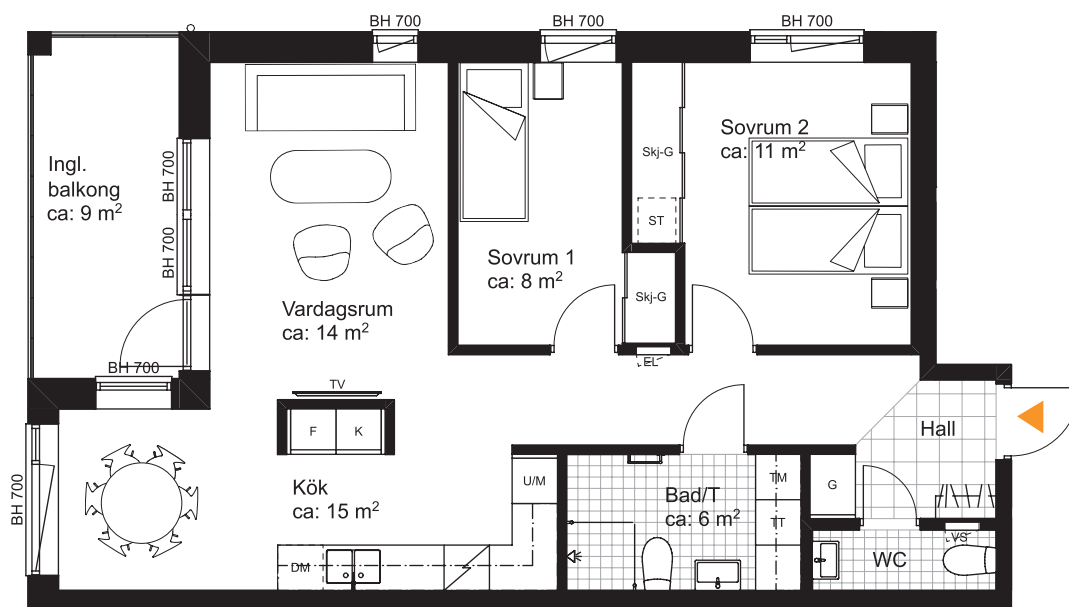 BH 700
BH 700
BH 700
Ingl.
balkong
ca: 9 m²
BH 700
BH 700
Skj-G
ST
Sovrum 2
ca: 11 m²
Sovrum 1
ca: 8 m²
Skj-G
Vardagsrum
ca: 14 m²
EL
BH 700
TV
F
K
Hall
BH 700
Kök
ca: 15 m²
U/M
Bad/T
ca: 6 m²
TM
TT
G
DM
WC
VS